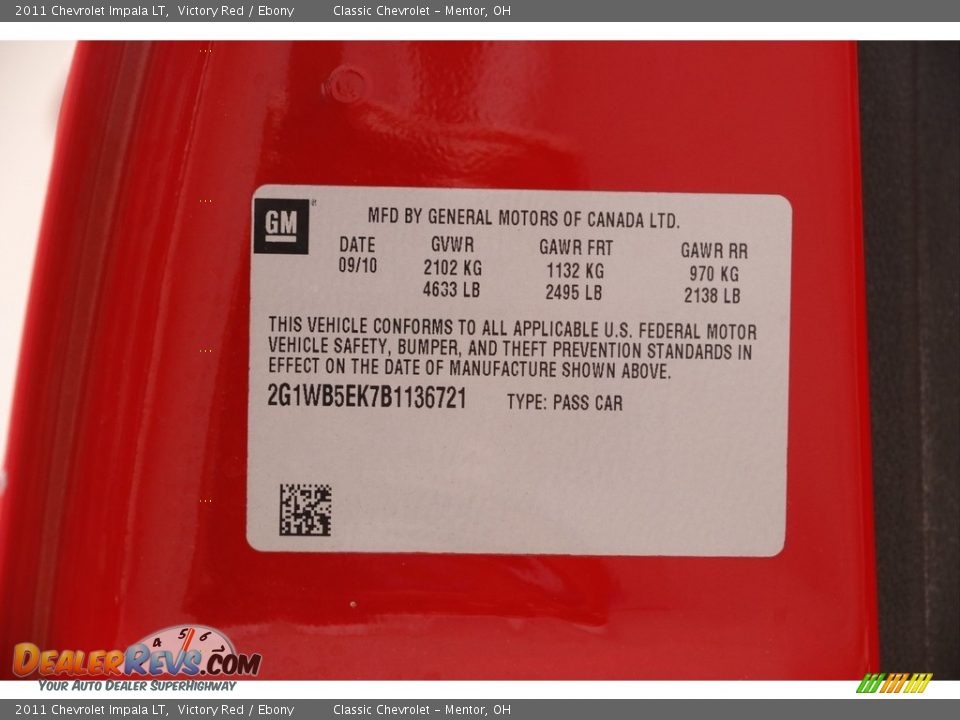 2011 Chevrolet Impala LT, Victory Red / Ebony Classic Chevrolet - Mentor, OH
GM®
MFD BY GENERAL MOTORS OF CANADA LTD.
DATE GVWR GAWR FRT GAWR RR
09/10 2102 KG 1132 KG 970 KG
4633 LB 2495 LB 2138 LB
THIS VEHICLE CONFORMS TO ALL APPLICABLE U.S. FEDERAL MOTOR
VEHICLE SAFETY, BUMPER, AND THEFT PREVENTION STANDARDS IN
EFFECT ON THE DATE OF MANUFACTURE SHOWN ABOVE.
2G1WB5EK7B1136721 TYPE: PASS CAR
4 5 6 7
DealerRevs.com
Your Auto Dealer SuperHighway
2011 Chevrolet Impala LT, Victory Red / Ebony Classic Chevrolet - Mentor, OH